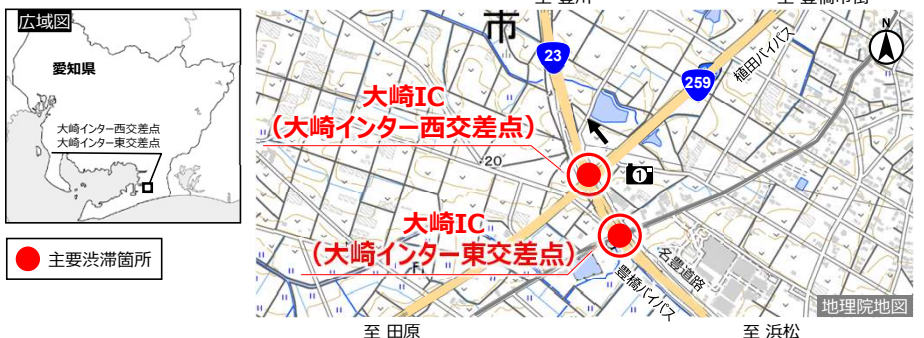 広域図
愛知県
大崎インター西交差点
大崎インター東交差点
主要渋滞箇所
至 豊川
至 豊橋市街
市
23
259
植田バイパス
N
大崎IC
(大崎インター西交差点)
20
1
大崎IC
(大崎インター東交差点)
名豊道路
豊橋バイパス
地理院地図
至 田原
至 浜松